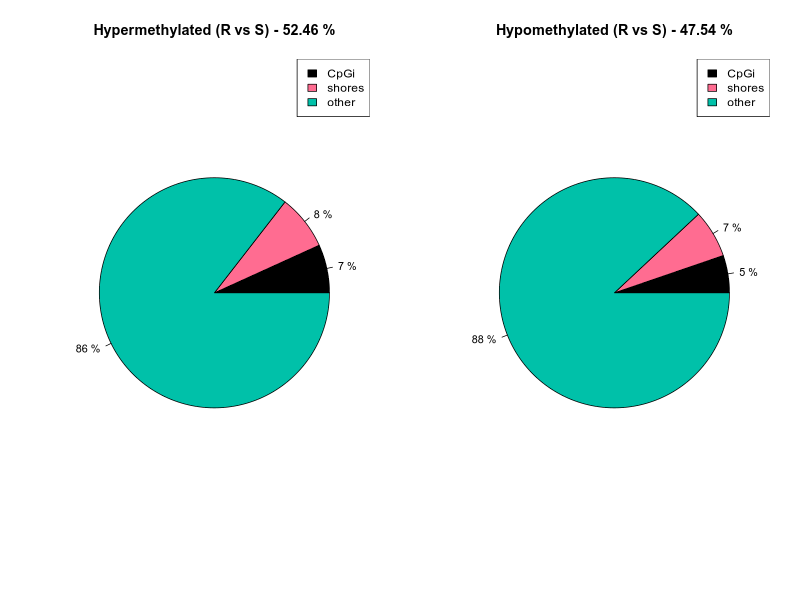 Hypermethylated (R vs S) - 52.46 %
CpGi
shores
other
8 %
7 %
86 %
Hypomethylated (R vs S) - 47.54 %
CpGi
shores
other
7 %
5 %
88 %